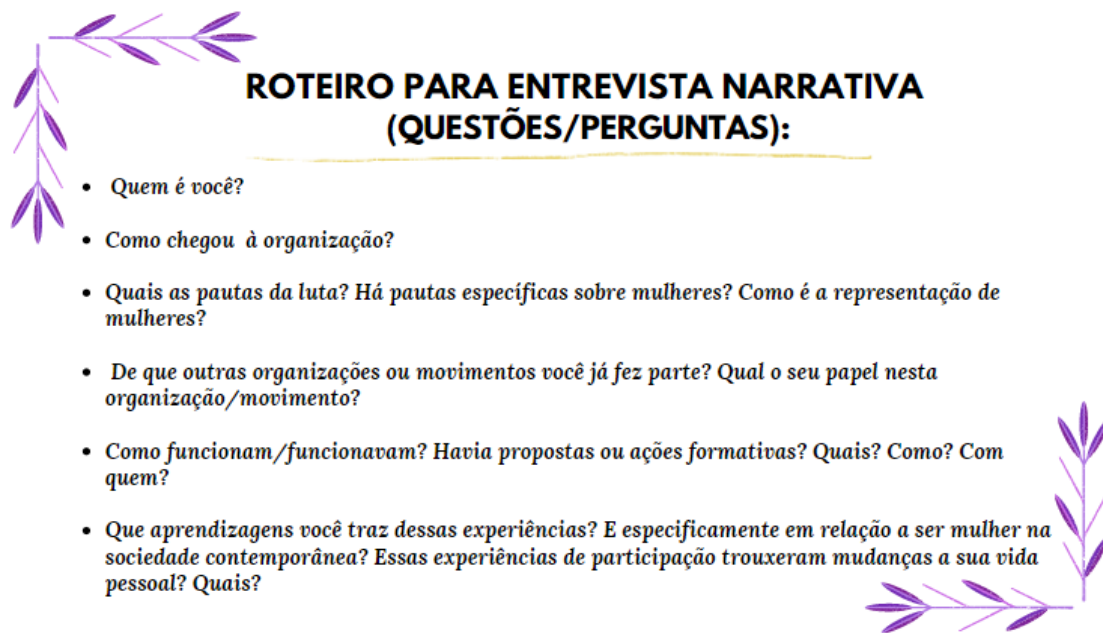 ROTEIRO PARA ENTREVISTA NARRATIVA
(QUESTÕES/PERGUNTAS):
• Quem é você?
• Como chegou à organização?
• Quais as pautas da luta? Há pautas específicas sobre mulheres? Como é a representação de
mulheres?
• De que outras organizações ou movimentos você já fez parte? Qual o seu papel nesta
organização/movimento?
• Como funcionam/funcionavam? Havia propostas ou ações formativas? Quais? Como? Com
quem?
• Que aprendizagens você traz dessas experiências? E especificamente em relação a ser mulher na
sociedade contemporânea? Essas experiências de participação trouxeram mudanças a sua vida
pessoal? Quais?